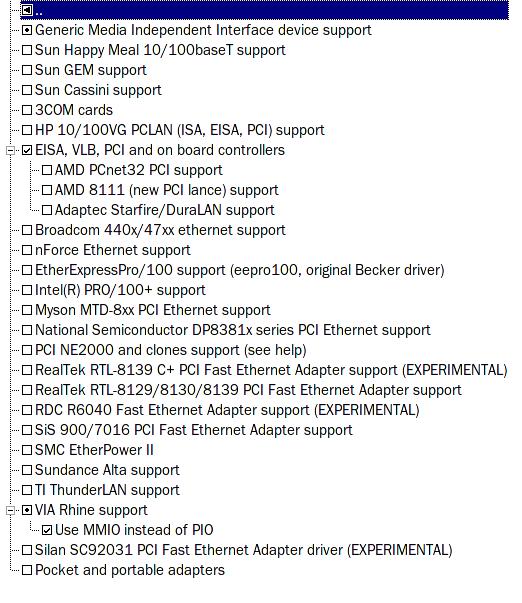 ..
Generic Media Independent Interface device support
Sun Happy Meal 10/100baseT support
Sun GEM support
Sun Cassini support
3COM cards
HP 10/100VG PCLAN (ISA, EISA, PCI) support
EISA, VLB, PCI and on board controllers
AMD PCnet32 PCI support
AMD 8111 (new PCI lance) support
Adaptec Starfire/DuraLAN support
Broadcom 440x/47xx ethernet support
nForce Ethernet support
EtherExpressPro/100 support (eepro100, original Becker driver)
Intel(R) PRO/100+ support
Myson MTD-8xx PCI Ethernet support
National Semiconductor DP8381x series PCI Ethernet support
PCI NE2000 and clones support (see help)
RealTek RTL-8139 C+ PCI Fast Ethernet Adapter support (EXPERIMENTAL)
RealTek RTL-8129/8130/8139 PCI Fast Ethernet Adapter support
RDC R6040 Fast Ethernet Adapter support (EXPERIMENTAL)
SiS 900/7016 PCI Fast Ethernet Adapter support
SMC EtherPower II
Sundance Alta support
TI ThunderLAN support
VIA Rhine support
Use MMIO instead of PIO
Silan SC92031 PCI Fast Ethernet Adapter driver (EXPERIMENTAL)
Pocket and portable adapters